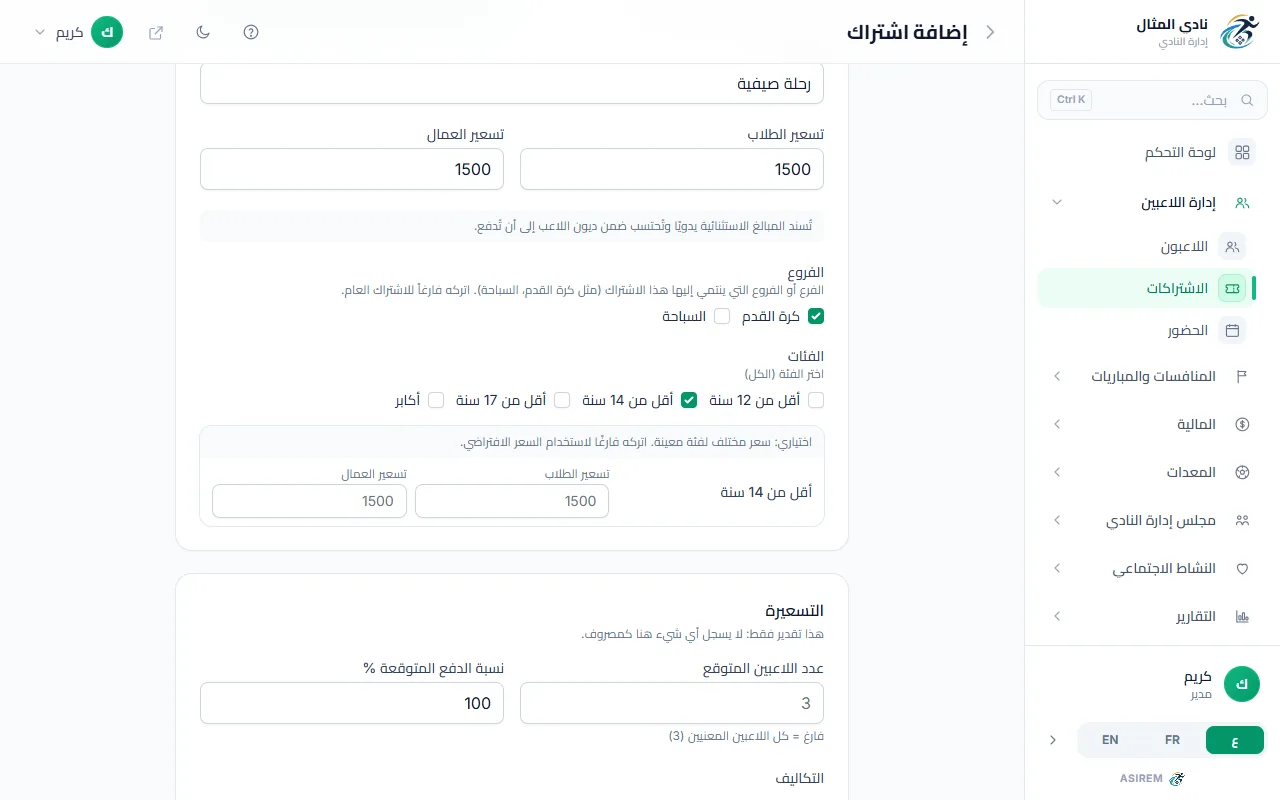 نادي المثال
إدارة النادي
بحث...
Ctrl K
لوحة التحكم
إدارة اللاعبين
اللاعبون
الاشتراكات
الحضور
المنافسات والمباريات
المالية
المعدات
مجلس إدارة النادي
النشاط الاجتماعي
التقارير
ك
كريم
مدير
ع
FR
EN
ASIREM
إضافة اشتراك
ك
كريم
رحلة صيفية
تسعير الطلاب
تسعير العمال
1500
1500
تُسند المبالغ الاستثنائية يدويًا وتُحتسب ضمن ديون اللاعب إلى أن تُدفع.
الفروع
الفرع أو الفروع التي ينتمي إليها هذا الاشتراك (مثل كرة القدم، السباحة). اتركه فارغاً للاشتراك العام.
كرة القدم
السباحة
الفئات
اختر الفئة (الكل)
أقل من 12 سنة
أقل من 14 سنة
أقل من 17 سنة
أكابر
اختياري: سعر مختلف لفئة معينة. اتركه فارغًا لاستخدام السعر الافتراضي.
تسعير الطلاب
تسعير العمال
أقل من 14 سنة
1500
1500
التسعيرة
هذا تقدير فقط: لا يسجل أي شيء هنا كمصروف.
عدد اللاعبين المتوقع
نسبة الدفع المتوقعة %
3
100
فارغ = كل اللاعبين المعنيين (3)
التكاليف